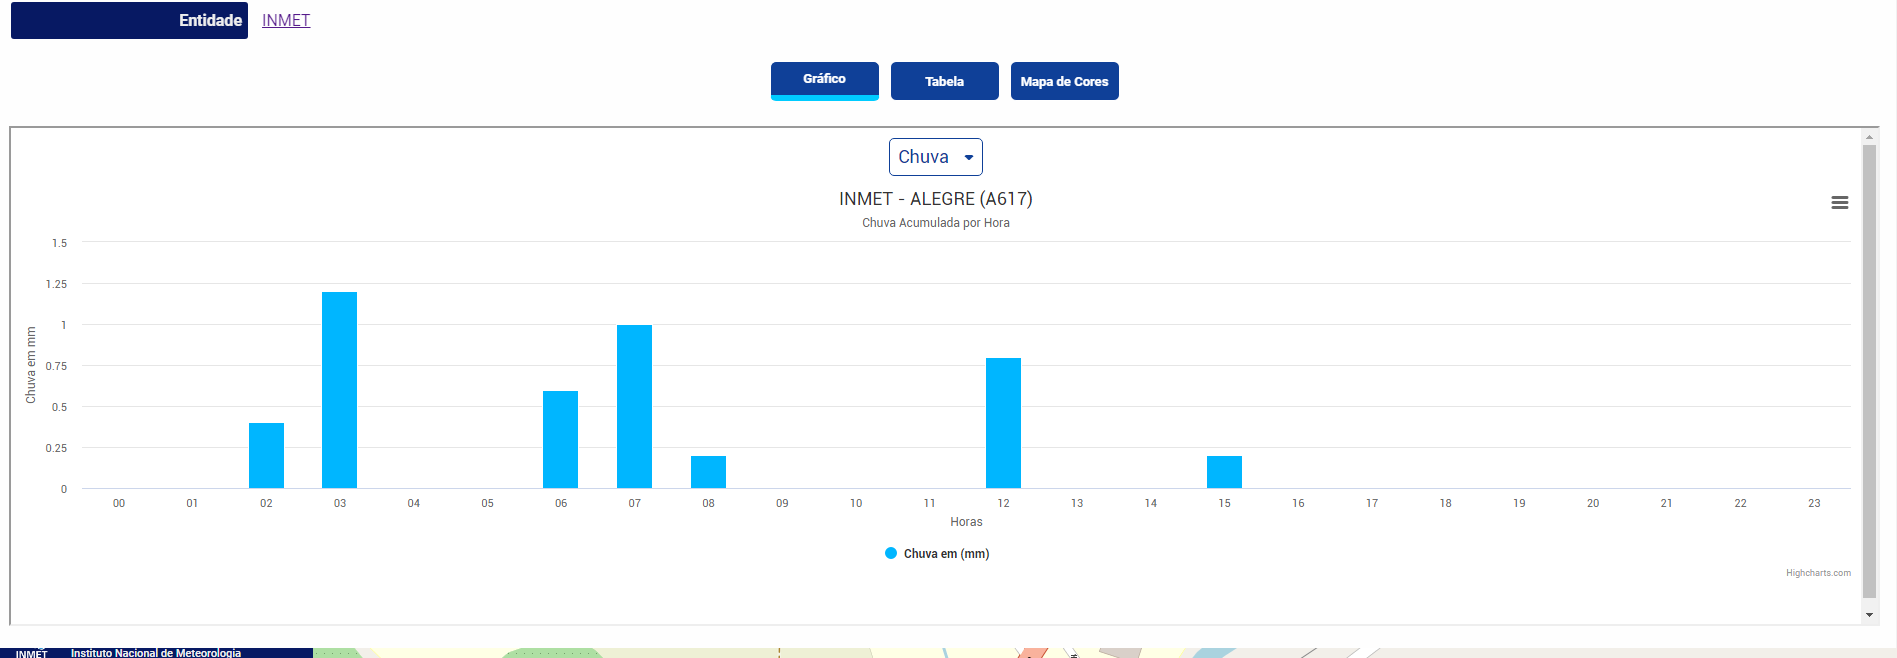 Entidade INMET
Gráfico Tabela Mapa de Cores
Chuva
INMET - ALEGRE (A617)
Chuva Acumulada por Hora
Chuva em mm
1.5
1.25
1
0.75
0.5
0.25
0
00 01 02 03 04 05 06 07 08 09 10 11 12 13 14 15 16 17 18 19 20 21 22 23
Horas
Chuva em (mm)
Highcharts.com
INMET Instituto Nacional de Meteorologia